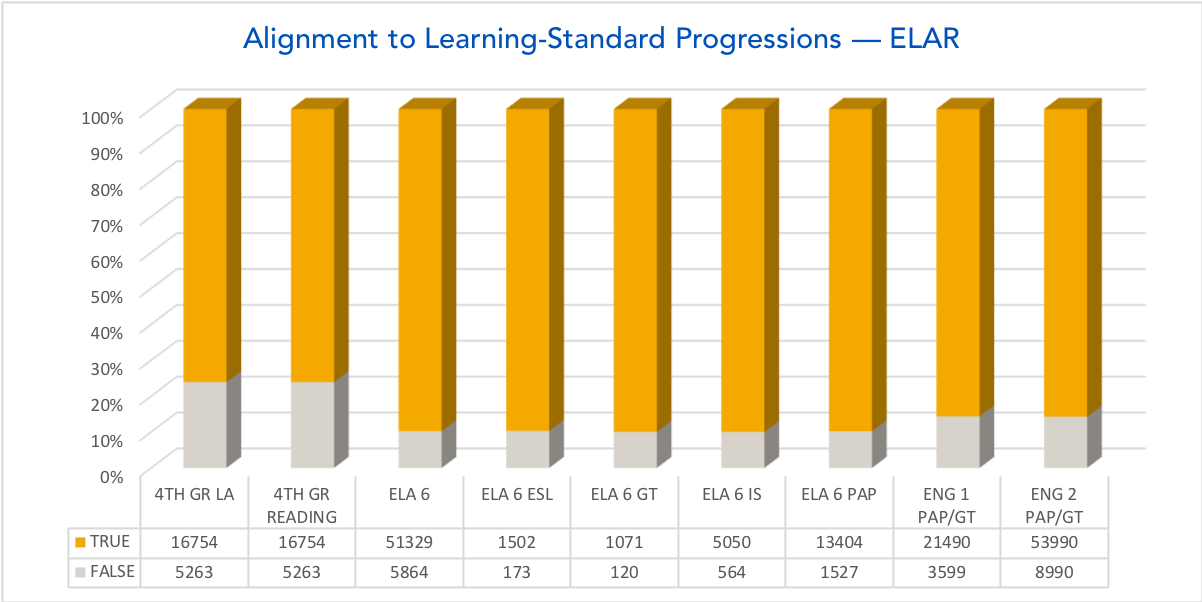 Alignment to Learning-Standard Progressions — ELAR
100%
90%
80%
70%
60%
50%
40%
30%
20%
10%
0%
4TH GR LA 4TH GR READING ELA 6 ELA 6 ESL ELA 6 GT ELA 6 IS ELA 6 PAP ENG 1 PAP/GT ENG 2 PAP/GT
TRUE 16754 16754 51329 1502 1071 5050 13404 21490 53990
FALSE 5263 5263 5864 173 120 564 1527 3599 8990